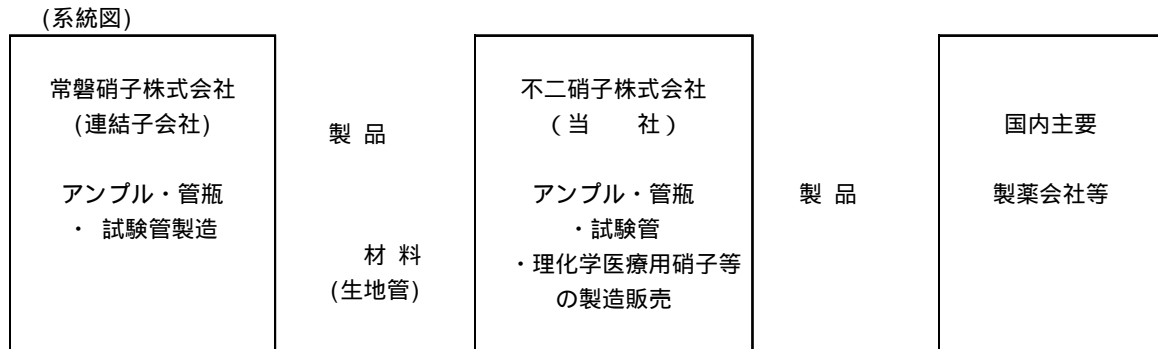 (系統図)
常磐硝子株式会社
(連結子会社)
アンプル・管瓶
・ 試験管製造
製 品
材 料
(生地管)
不二硝子株式会社
(当　　社)
アンプル・管瓶
・試験管
・理化学医療用硝子等
の製造販売
製 品
国内主要
製薬会社等